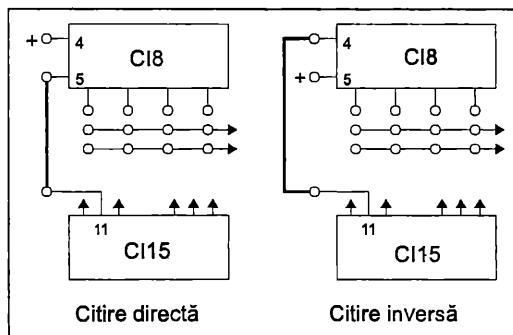 + 4 CI8
5
11
CI15
Citire directă
4 CI8
+ 5
11
CI15
Citire inversă